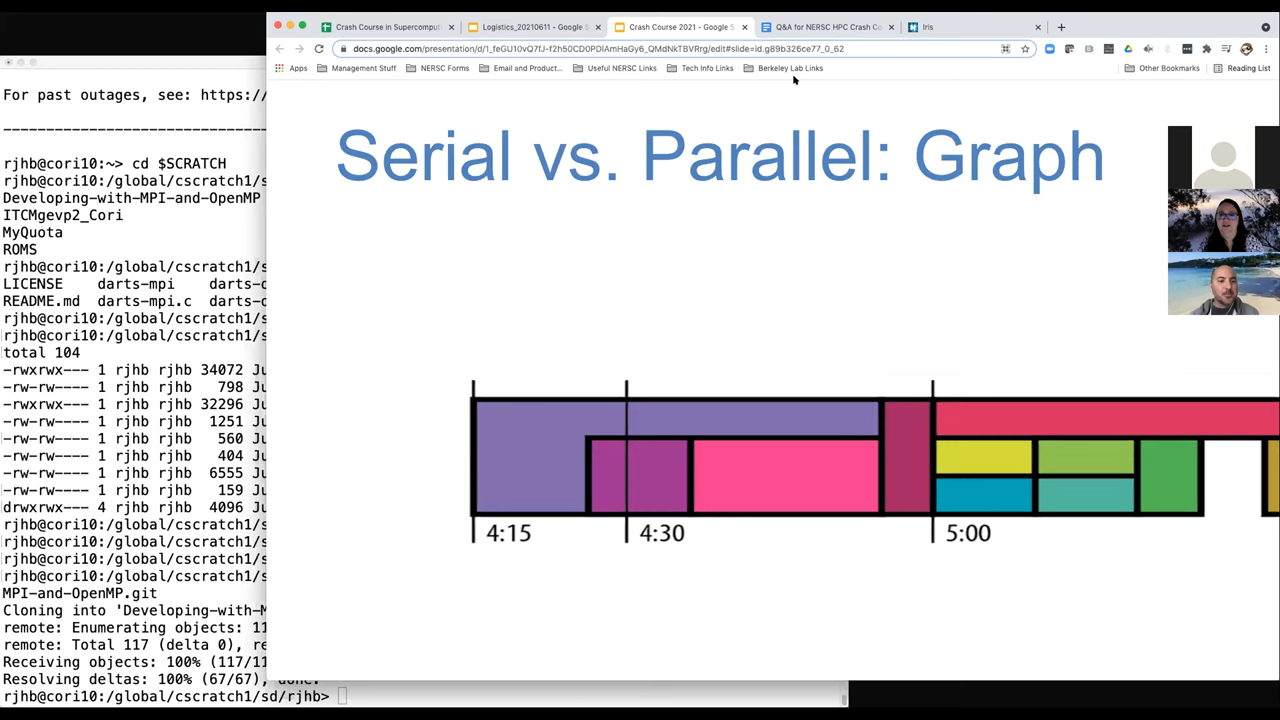 Crash Course in Supercomputi
Logistics_20210611 - Google S
Crash Course 2021 - Google S
Q&A for NERSC HPC Crash Co
Iris
docs.google.com/presentation/d/1_feGU10vQ7fJ-f2h50CD0PDlAmHaGy6_QMdNkTBVRrg/edit#slide=id.g89b326ce77_0_62
Apps
Management Stuff
NERSC Forms
Email and Product...
Useful NERSC Links
Tech Info Links
Berkeley Lab Links
Other Bookmarks
Reading List
Serial vs. Parallel: Graph
4:15
4:30
5:00
For past outages, see: https:/
rjhb@cori10:~> cd $SCRATCH
rjhb@cori10:/global/cscratch1/s
Developing-with-MPI-and-OpenMP
ITCMgevp2_Cori
MyQuota
ROMS
rjhb@cori10:/global/cscratch1/s
LICENSE darts-mpi darts-
README.md darts-mpi.c darts-
rjhb@cori10:/global/cscratch1/s
rjhb@cori10:/global/cscratch1/s
total 104
-rwxrwx--- 1 rjhb rjhb 34072 Ju
-rw-rw---- 1 rjhb rjhb 798 Ju
-rwxrwx--- 1 rjhb rjhb 32296 Ju
-rw-rw---- 1 rjhb rjhb 1251 Ju
-rw-rw---- 1 rjhb rjhb 560 Ju
-rw-rw---- 1 rjhb rjhb 404 Ju
-rw-rw---- 1 rjhb rjhb 6555 Ju
-rw-rw---- 1 rjhb rjhb 159 Ju
drwxrwx--- 4 rjhb rjhb 4096 Ju
rjhb@cori10:/global/cscratch1/s
rjhb@cori10:/global/cscratch1/s
rjhb@cori10:/global/cscratch1/s
rjhb@cori10:/global/cscratch1/s
MPI-and-OpenMP.git
Cloning into 'Developing-with-M
remote: Enumerating objects: 11
remote: Total 117 (delta 0), re
Receiving objects: 100% (117/11
Resolving deltas: 100% (67/67), done.
rjhb@cori10:/global/cscratch1/sd/rjhb>